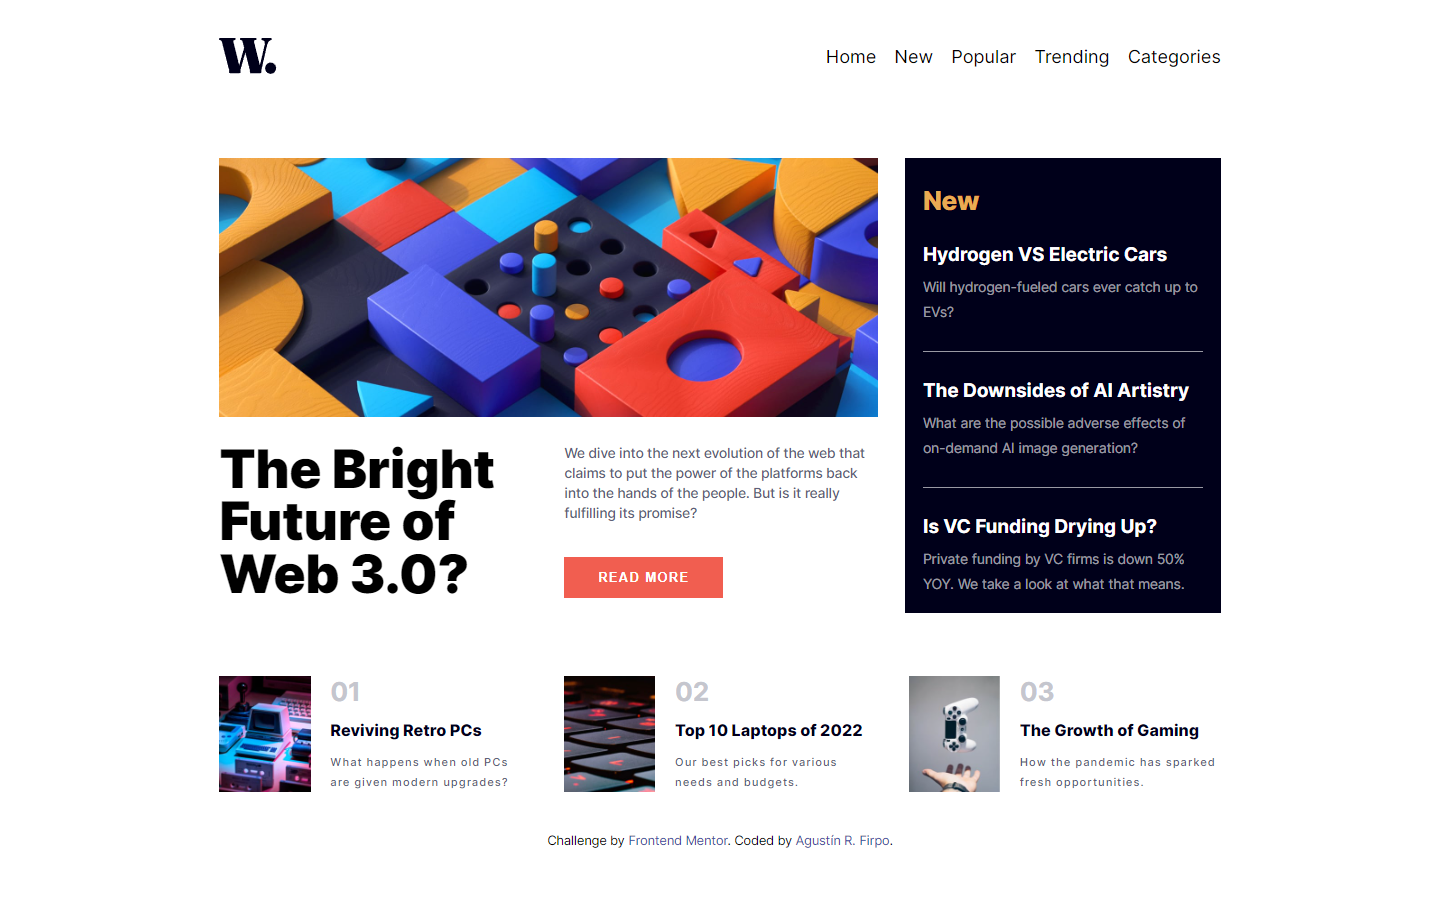 W.
Home New Popular Trending Categories
The Bright
Future of
Web 3.0?
We dive into the next evolution of the web that
claims to put the power of the platforms back
into the hands of the people. But is it really
fulfilling its promise?
READ MORE
New
Hydrogen VS Electric Cars
Will hydrogen-fueled cars ever catch up to
EVs?
The Downsides of AI Artistry
What are the possible adverse effects of
on-demand AI image generation?
Is VC Funding Drying Up?
Private funding by VC firms is down 50%
YOY. We take a look at what that means.
01
Reviving Retro PCs
What happens when old PCs
are given modern upgrades?
02
Top 10 Laptops of 2022
Our best picks for various
needs and budgets.
03
The Growth of Gaming
How the pandemic has sparked
fresh opportunities.
Challenge by Frontend Mentor. Coded by Agustín R. Firpo.